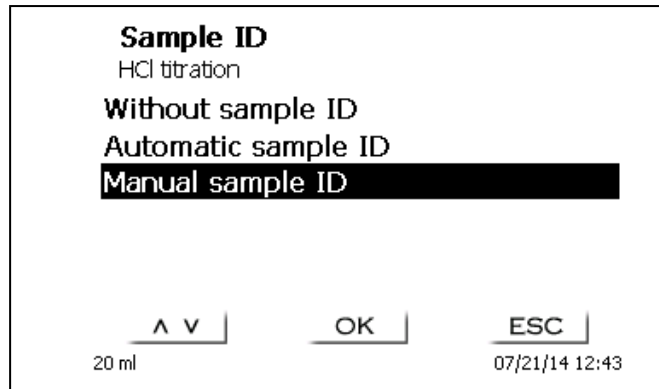 Sample ID
HCl titration
Without sample ID
Automatic sample ID
Manual sample ID
∧ ∨ OK ESC
20 ml 07/21/14 12:43